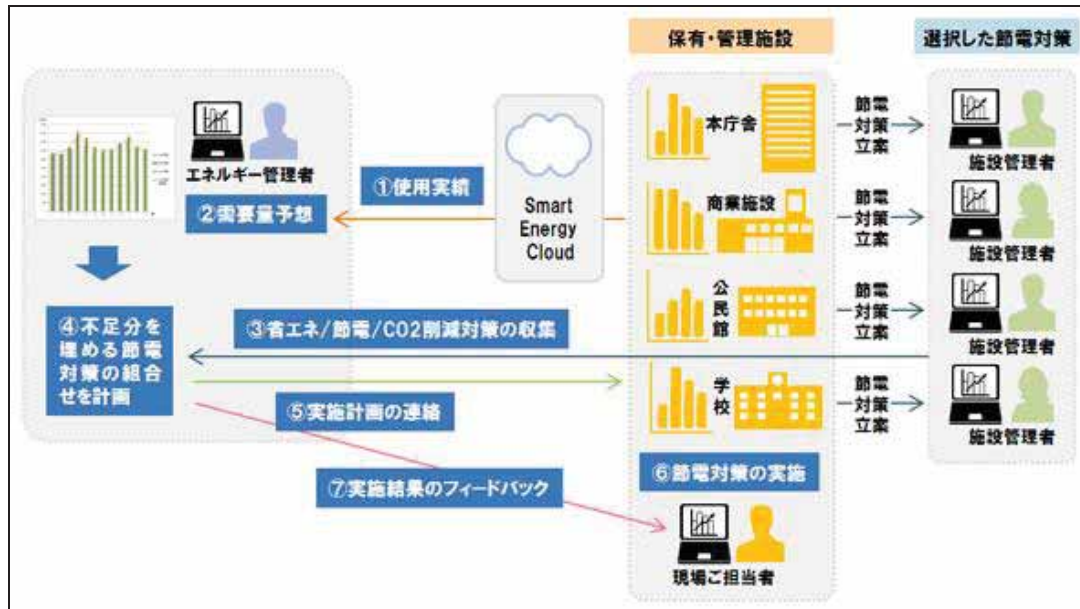 保有・管理施設
選択した節電対策
エネルギー管理者
①使用実績
②需要量予想
Smart
Energy
Cloud
本庁舎
節電
対策
立案
施設管理者
商業施設
節電
対策
立案
施設管理者
公民館
節電
対策
立案
施設管理者
学校
節電
対策
立案
施設管理者
③省エネ/節電/CO2削減対策の収集
④不足分を
埋める節電
対策の組合
せを計画
⑤実施計画の連絡
⑥節電対策の実施
⑦実施結果のフィードバック
現場ご担当者